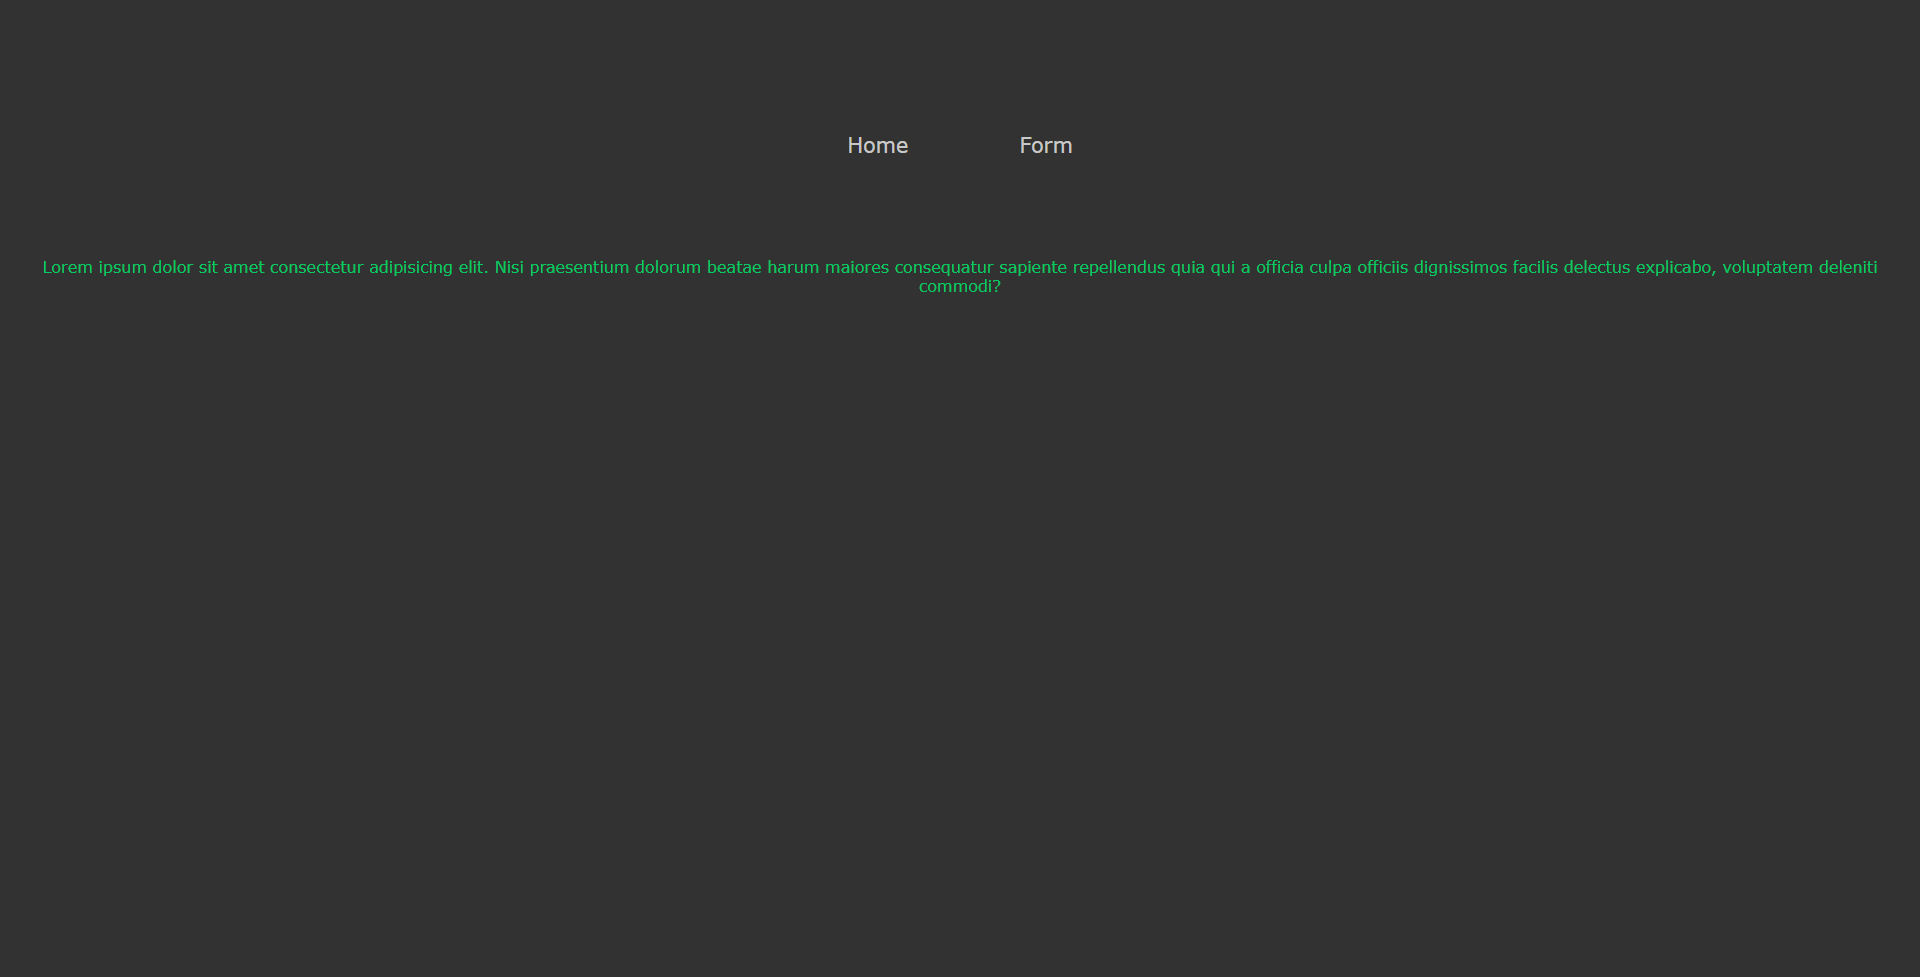 Home Form
Lorem ipsum dolor sit amet consectetur adipisicing elit. Nisi praesentium dolorum beatae harum maiores consequatur sapiente repellendus quia qui a officia culpa officiis dignissimos facilis delectus explicabo, voluptatem deleniti
commodi?